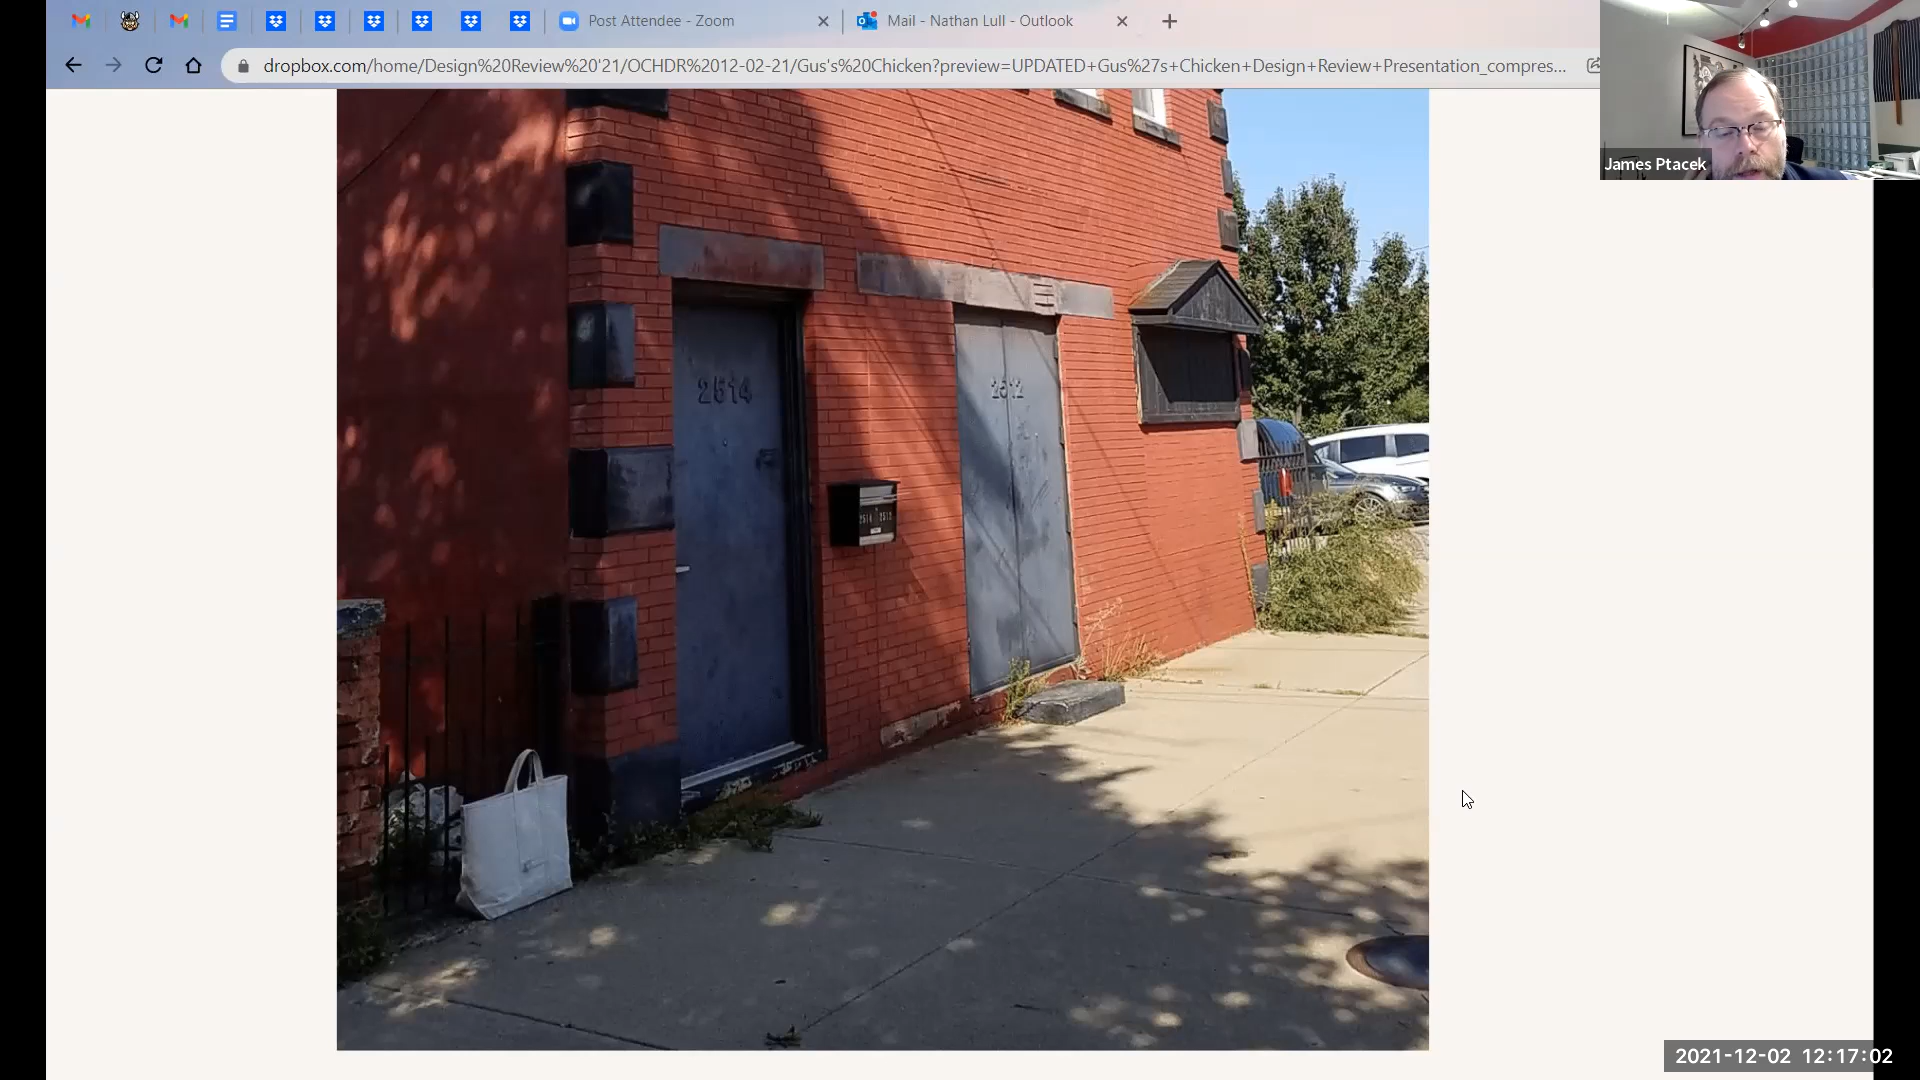 Post Attendee - Zoom
Mail - Nathan Lull - Outlook
dropbox.com/home/Design%20Review%20'21/OCHDR%2012-02-21/Gus's%20Chicken?preview=UPDATED+Gus%27s+Chicken+Design+Review+Presentation_compres...
James Ptacek
2514
2512
2514 2512
2021-12-02 12:17:02